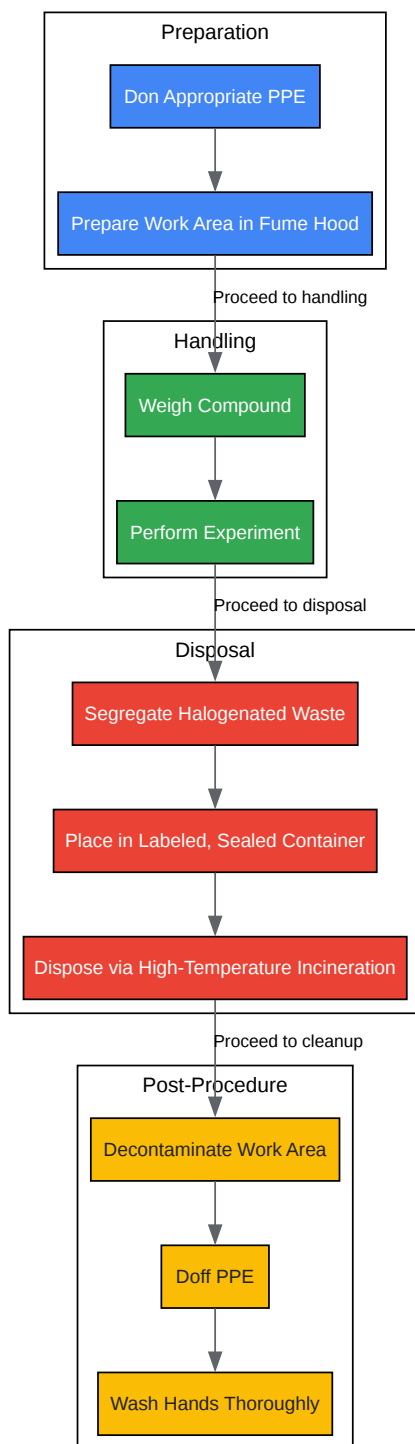 Preparation
Don Appropriate PPE
Prepare Work Area in Fume Hood
Proceed to handling
Handling
Weigh Compound
Perform Experiment
Proceed to disposal
Disposal
Segregate Halogenated Waste
Place in Labeled, Sealed Container
Dispose via High-Temperature Incineration
Proceed to cleanup
Post-Procedure
Decontaminate Work Area
Doff PPE
Wash Hands Thoroughly